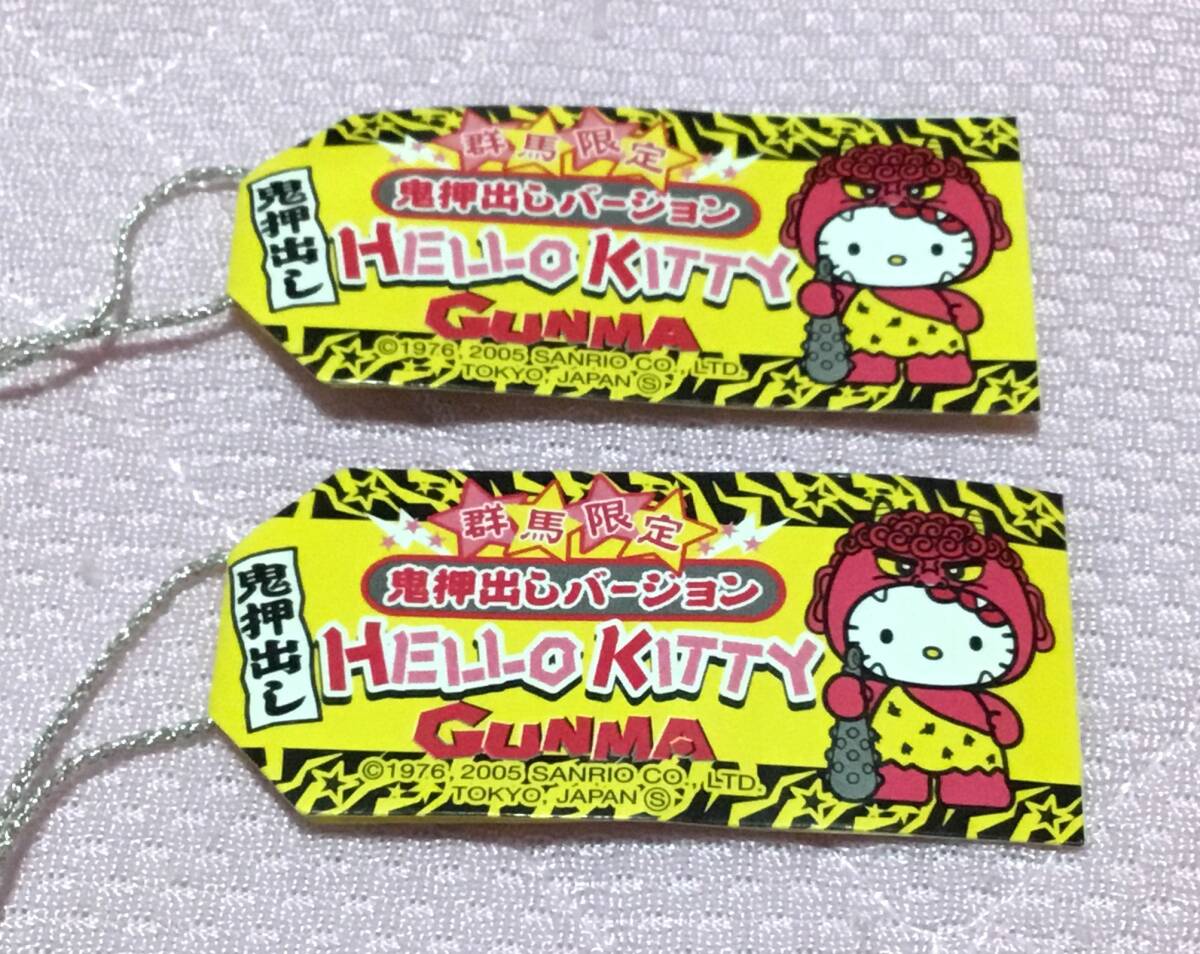 群馬限定
鬼押出しバージョン
鬼押出し
HELLO KITTY
GUNMA
©1976, 2005 SANRIO CO., LTD.
TOKYO, JAPAN Ⓢ
群馬限定
鬼押出しバージョン
鬼押出し
HELLO KITTY
GUNMA
©1976, 2005 SANRIO CO., LTD.
TOKYO, JAPAN Ⓢ